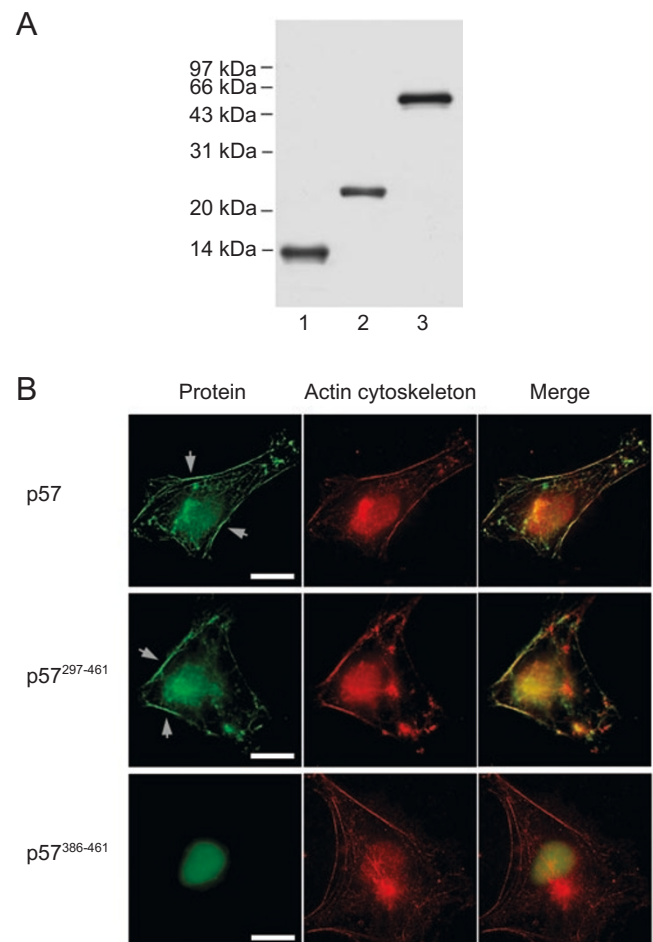 A
97 kDa
66 kDa
43 kDa
31 kDa
20 kDa
14 kDa
1 2 3
B
Protein Actin cytoskeleton Merge
p57
p57297-461
p57386-461